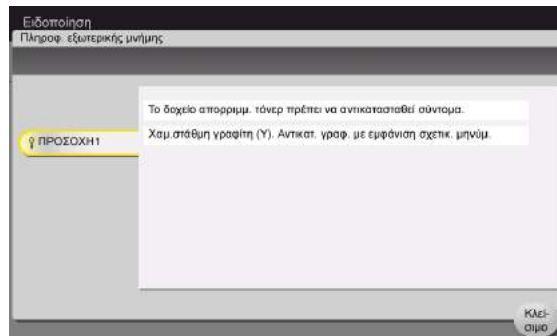 Ειδοποίηση
Πληροφ. εξωτερικής μνήμης
Το δοχείο απορριμμ. τόνερ πρέπει να αντικατασταθεί σύντομα.
ΠΡΟΣΟΧΗ1
Χαμ.στάθμη γραφίτη (Y). Αντικατ. γραφ. με εμφάνιση σχετικ. μηνύμ.
Κλεί-
σιμο